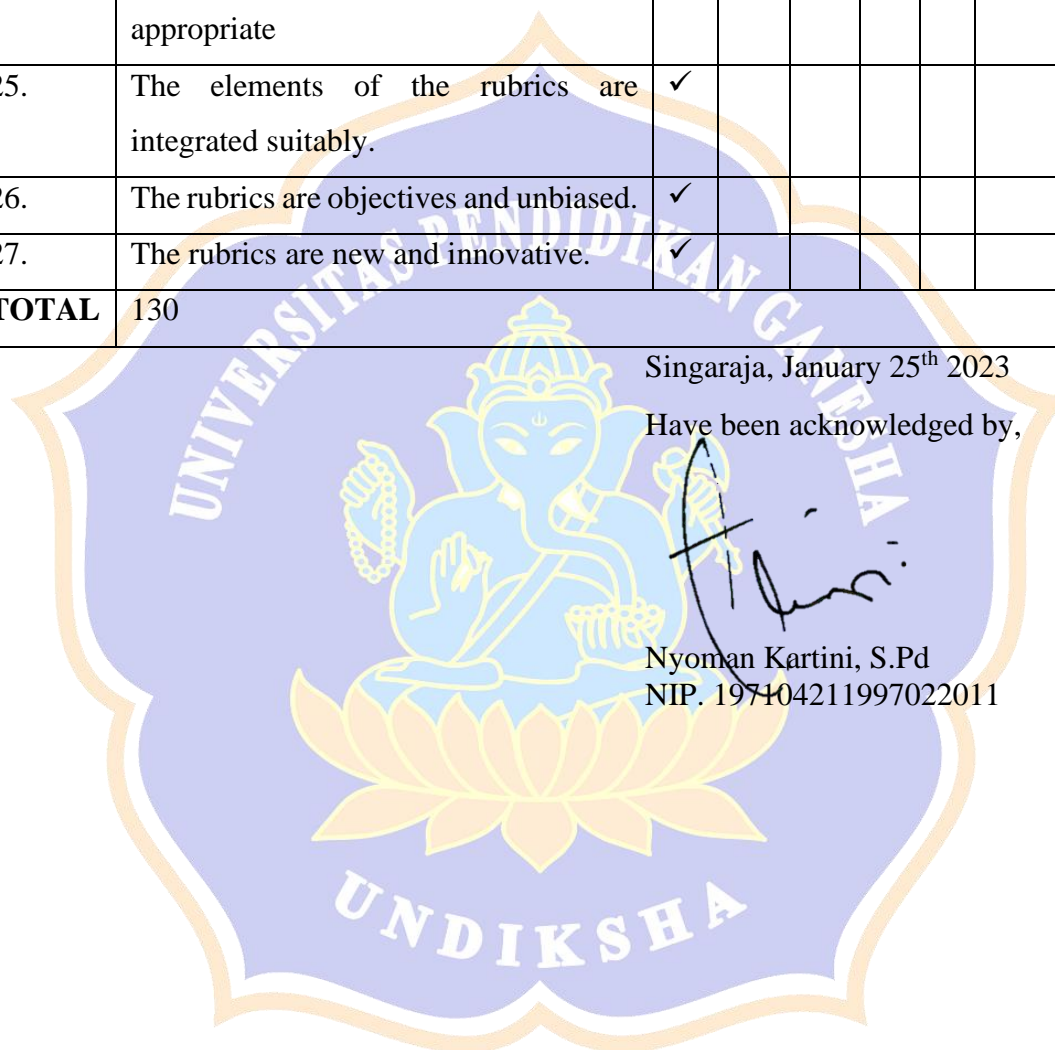 appropriate
25. The elements of the rubrics are ✓
integrated suitably.
26. The rubrics are objectives and unbiased. ✓
27. The rubrics are new and innovative. ✓
TOTAL 130
Singaraja, January 25th 2023
Have been acknowledged by,
Nyoman Kartini, S.Pd
NIP. 197104211997022011
UNIVERSITAS PENDIDIKAN GANESHA
UNDIKSHA